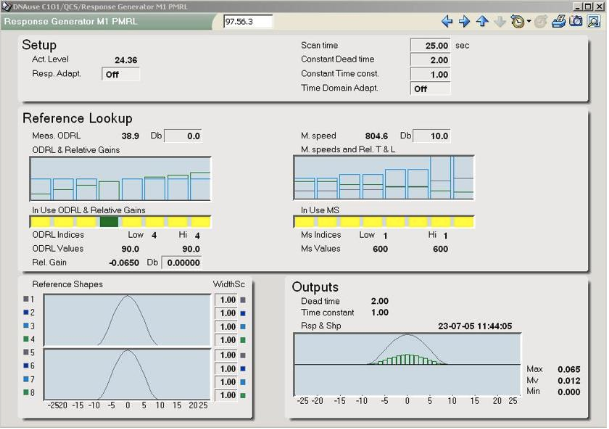 DNAuse C101/QCS/Response Generator M1 PMRL
Response Generator M1 PMRL 97.56.3
Setup
Act. Level 24.36
Resp. Adapt. Off
Scan time 25.00 sec
Constant Dead time 2.00
Constant Time const. 1.00
Time Domain Adapt. Off
Reference Lookup
Meas. ODRL 38.9 Db 0.0
ODRL & Relative Gains
In Use ODRL & Relative Gains
ODRL Indices Low 4 Hi 4
ODRL Values 90.0 90.0
Rel. Gain -0.0650 Db 0.00000
M. speed 804.6 Db 10.0
M. speeds and Rel. T & L
In Use MS
Ms Indices Low 1 Hi 1
Ms Values 600 600
Reference Shapes WidthSc
1 1.00
2 1.00
3 1.00
4 1.00
5 1.00
6 1.00
7 1.00
8 1.00
-25 -20 -15 -10 -5 0 5 10 15 20 25
Outputs
Dead time 2.00
Time constant 1.00
Rsp & Shp 23-07-05 11:44:05
Max 0.065
Mv 0.012
Min 0.000
-25 -20 -15 -10 -5 0 5 10 15 20 25